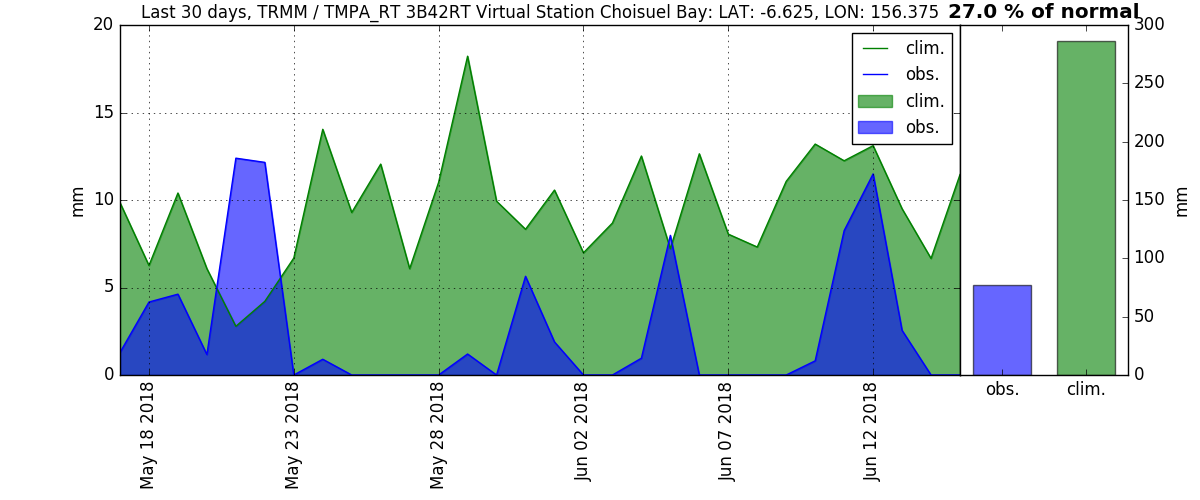 Last 30 days, TRMM / TMPA_RT 3B42RT Virtual Station Choisuel Bay: LAT: -6.625, LON: 156.375 27.0 % of normal
20
15
10
5
0
mm
clim.
obs.
clim.
obs.
300
250
200
150
100
50
0
mm
obs. clim.
May 18 2018
May 23 2018
May 28 2018
Jun 02 2018
Jun 07 2018
Jun 12 2018